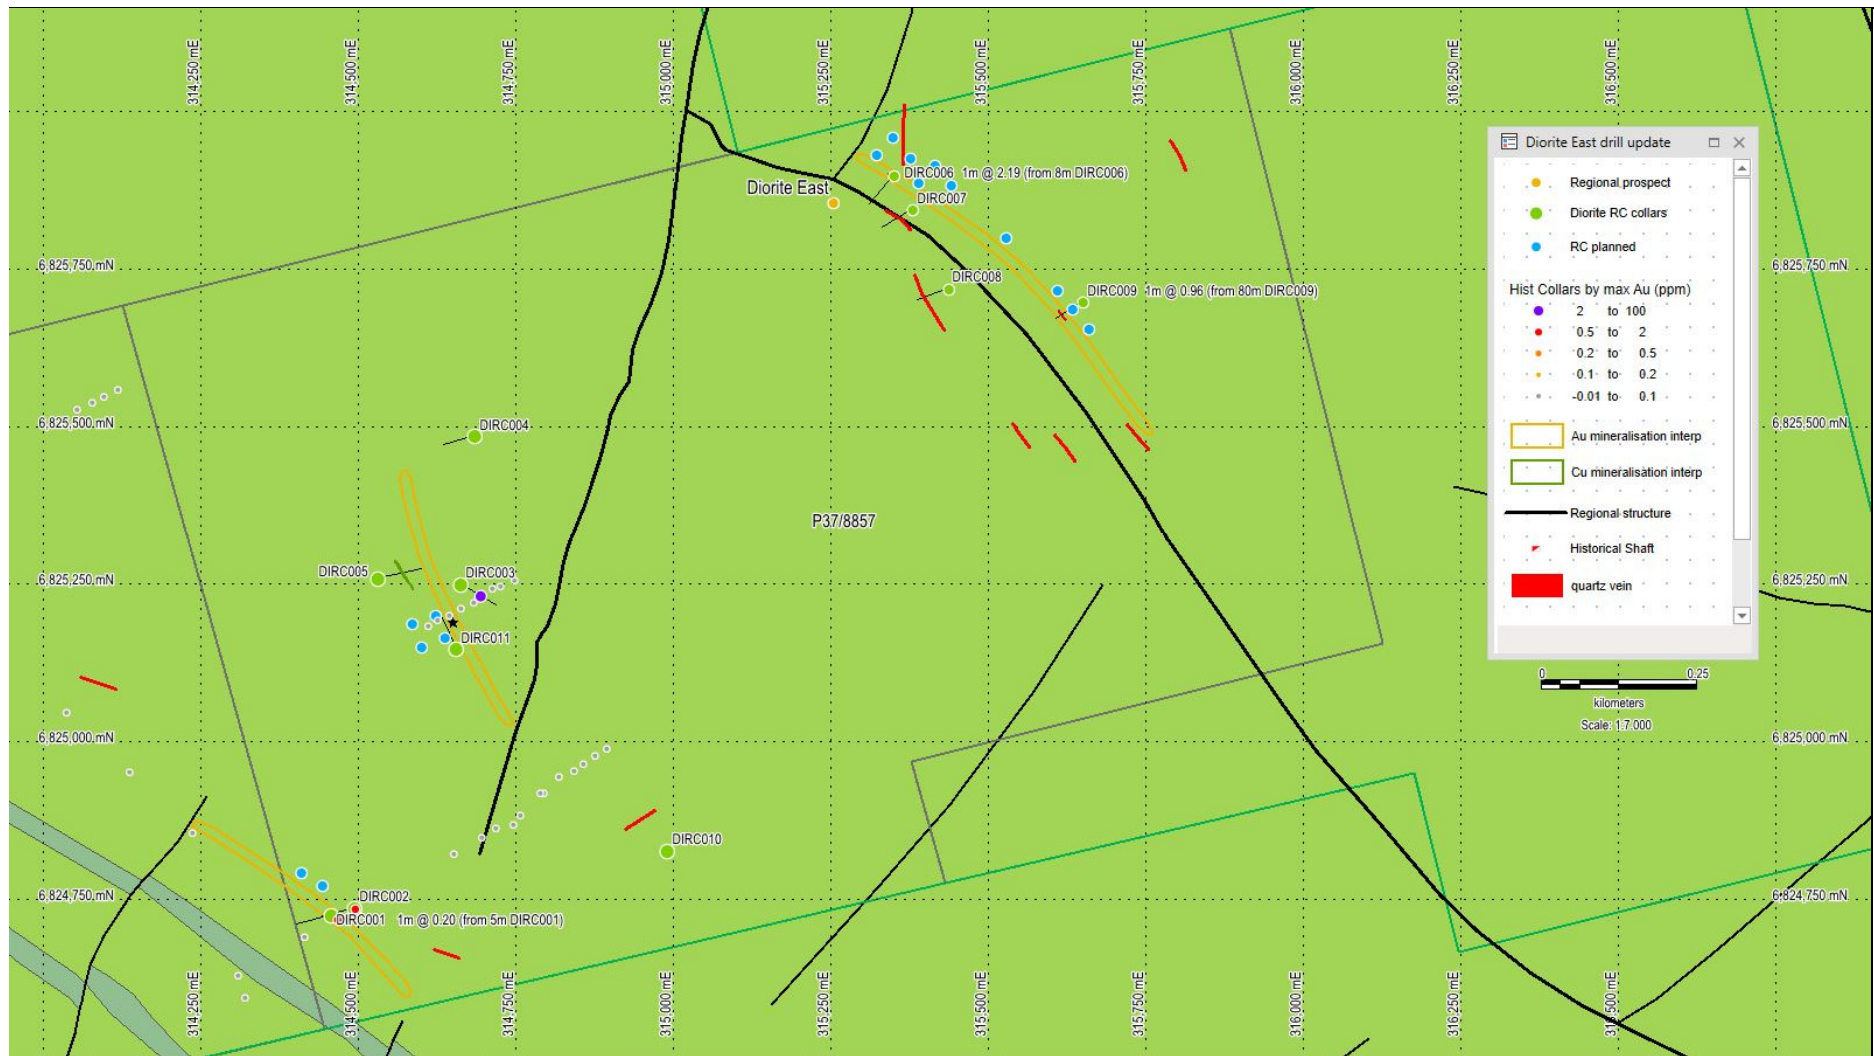 314,250 mE
314,500 mE
314,750 mE
315,000 mE
315,250 mE
315,500 mE
315,750 mE
316,000 mE
316,250 mE
316,500 mE
Diorite East
DIRC006 1m @ 2.19 (from 8m DIRC006)
DIRC007
6,825,750 mN
6,825,750 mN
DIRC008
DIRC009 1m @ 0.96 (from 80m DIRC009)
6,825,500 mN
6,825,500 mN
DIRC004
P37/8857
6,825,250 mN
6,825,250 mN
DIRC005
DIRC003
DIRC011
6,825,000 mN
6,825,000 mN
DIRC010
6,824,750 mN
6,824,750 mN
DIRC002
DIRC001 1m @ 0.20 (from 5m DIRC001)
314,250 mE
314,500 mE
314,750 mE
315,000 mE
315,250 mE
315,500 mE
315,750 mE
316,000 mE
316,250 mE
316,500 mE
Diorite East drill update
Regional prospect
Diorite RC collars
RC planned
Hist Collars by max Au (ppm)
2 to 100
0.5 to 2
0.2 to 0.5
0.1 to 0.2
-0.01 to 0.1
Au mineralisation interp
Cu mineralisation interp
Regional structure
Historical Shaft
quartz vein
0 0.25
kilometers
Scale: 1:7,000